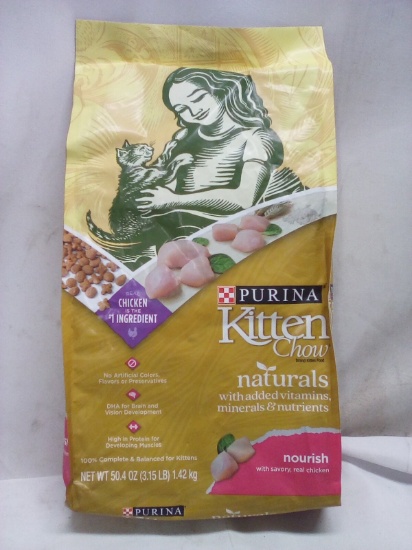 CHICKEN
IS THE
#1 INGREDIENT
PURINA
Kitten
Chow
naturals
with added vitamins,
minerals & nutrients
No Artificial Colors,
Flavors or Preservatives
DHA for Brain and
Vision Development
High in Protein for
Developing Muscles
100% Complete & Balanced for Kittens
NET WT 50.4 OZ (3.15 LB) 1.42 kg
nourish
with savory, real chicken
PURINA